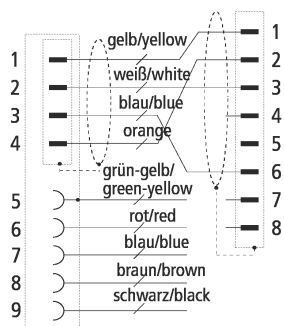 gelb/yellow
1
1
weiß/white
2
2
blau/blue
3
3
orange
4
4
5
grün-gelb/
green-yellow
6
5
7
rot/red
6
8
blau/blue
7
braun/brown
8
schwarz/black
9